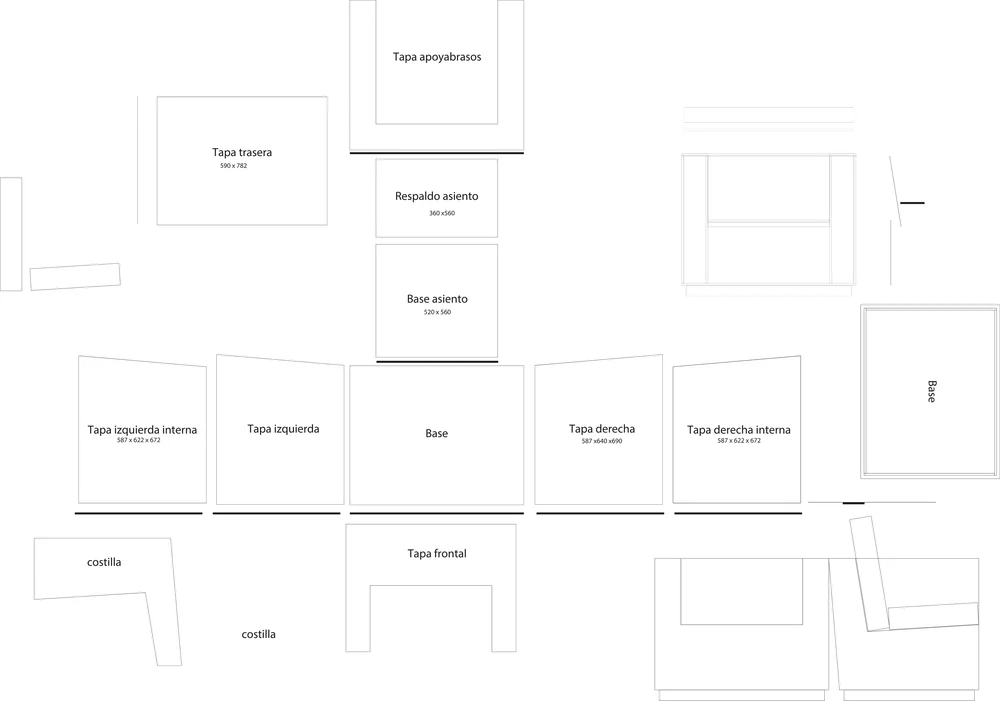 Tapa apoyabrasos
Tapa trasera
590 x 782
Respaldo asiento
360 x560
Base asiento
520 x 560
Base
Tapa izquierda interna
587 x 622 x 672
Tapa izquierda
Base
Tapa derecha
587 x640 x690
Tapa derecha interna
587 x 622 x 672
costilla
Tapa frontal
costilla